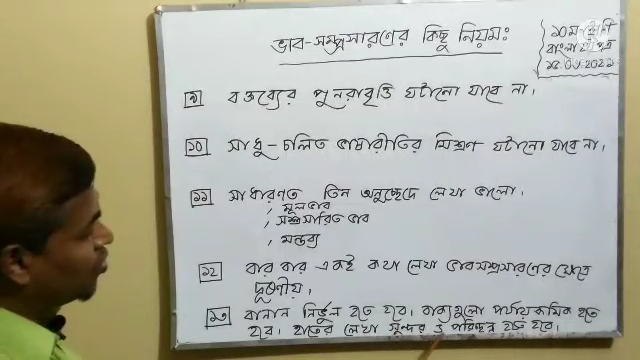 ভাব-সম্প্রসারণের কিছু নিয়মঃ
১০ম শ্রেণি
বাংলা ২য় পত্র
৯ বক্তব্যের পুনরাবৃত্তি ঘটানো যাবে না।
১০ সাধু-চলিত ভাষারীতির মিশ্রণ ঘটানো যাবে না।
১১ সাধারণত তিন অনুচ্ছেদে লেখা ভালো।
, মূলভাব
, সম্প্রসারিত ভাব
, মন্তব্য
১২ বার বার একই কথা লেখা ভাবসম্প্রসারণের ক্ষেত্রে
দূষণীয়।
১৩ বানান নির্ভুল হতে হবে। বাক্যগুলো পর্যায়ক্রমিক হতে
হবে। হাতের লেখা সুন্দর ও পরিচ্ছন্ন হতে হবে।